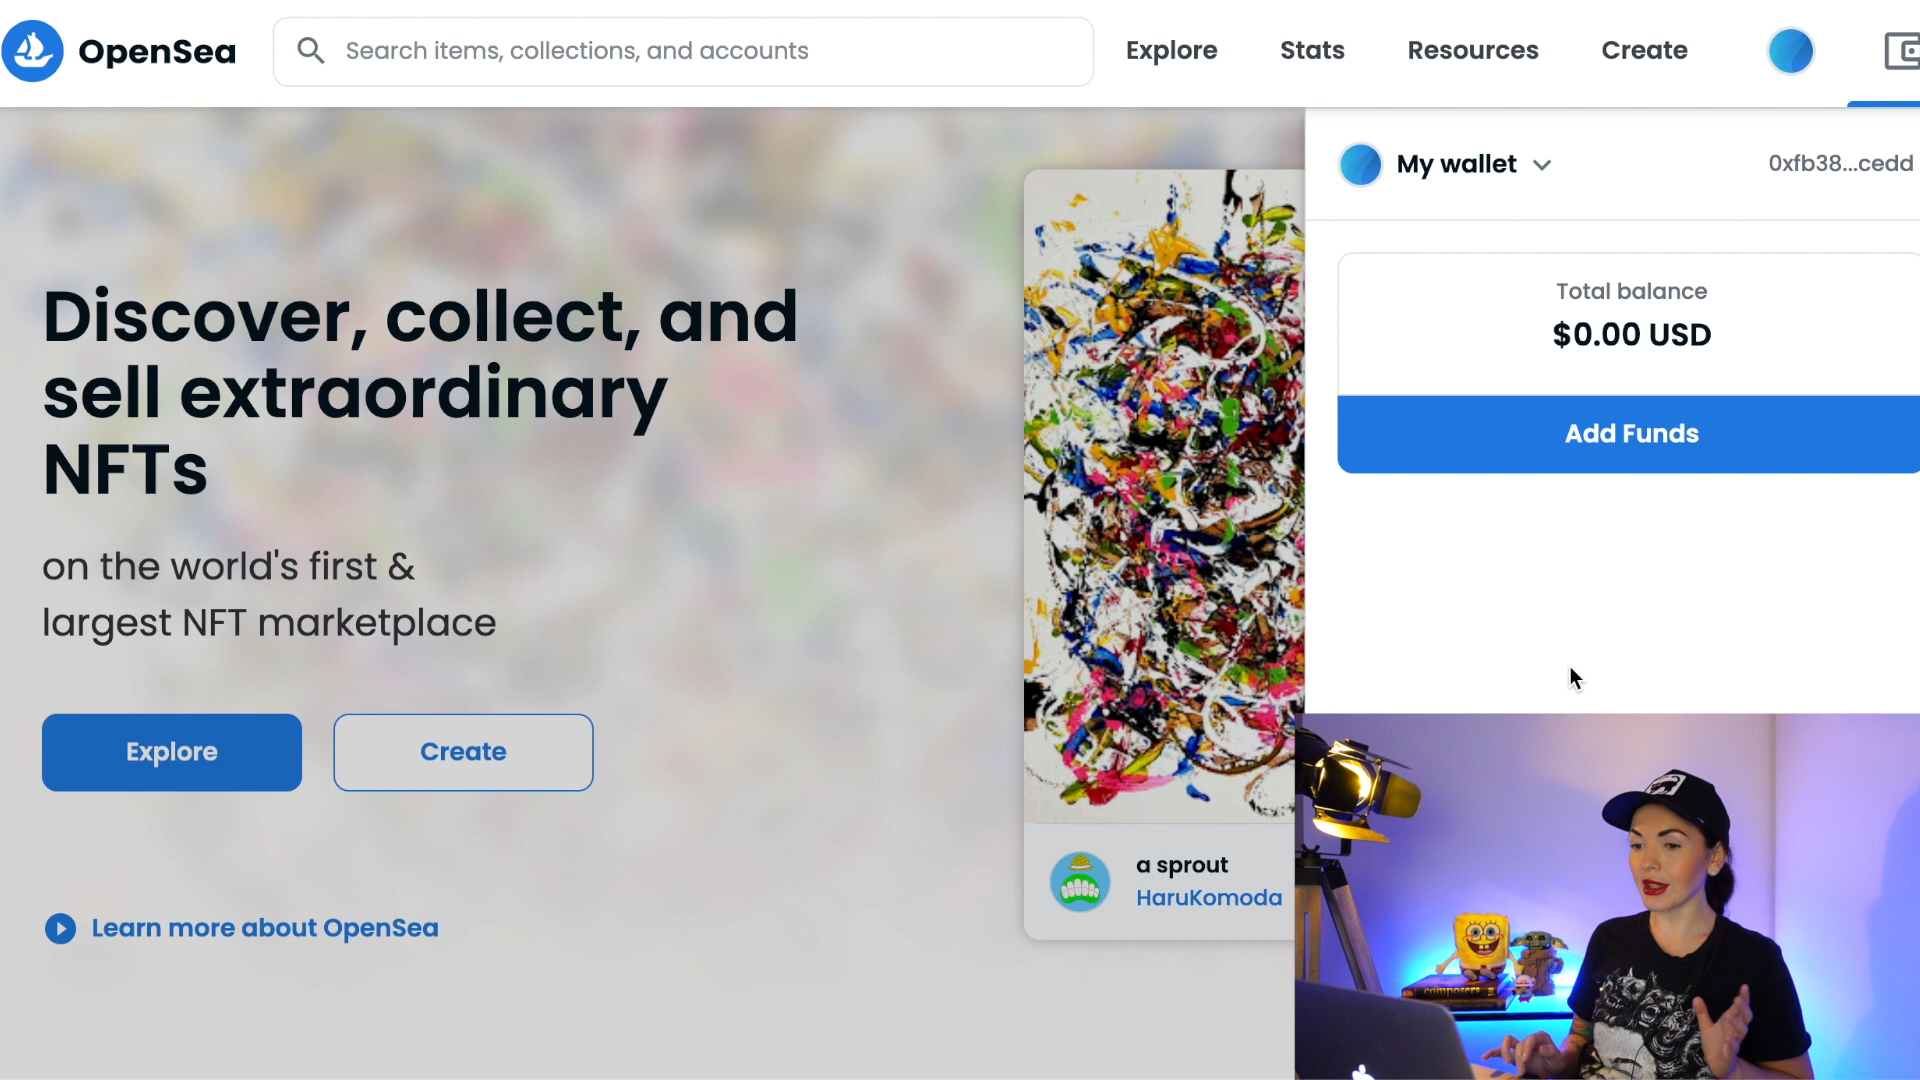 OpenSea
Search items, collections, and accounts
Explore
Stats
Resources
Create
My wallet
0xfb38...cedd
Total balance
$0.00 USD
Add Funds
Discover, collect, and
sell extraordinary
NFTs
on the world's first &
largest NFT marketplace
Explore
Create
Learn more about OpenSea
a sprout
HaruKomoda
composers